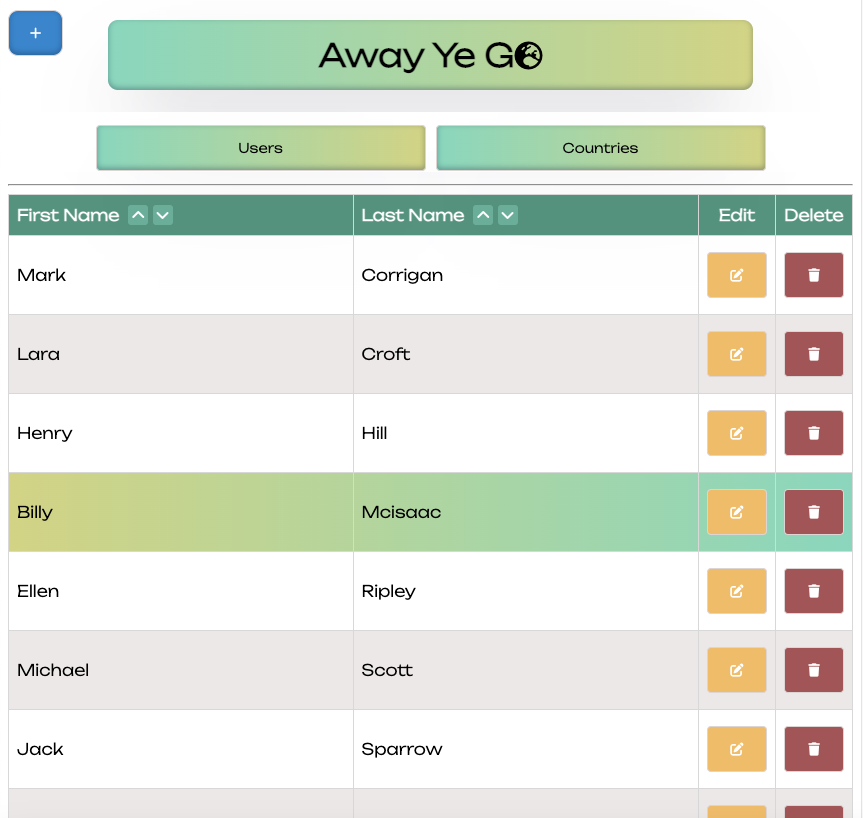 +
Away Ye GO
Users Countries
First Name Last Name Edit Delete
Mark Corrigan
Lara Croft
Henry Hill
Billy Mcisaac
Ellen Ripley
Michael Scott
Jack Sparrow